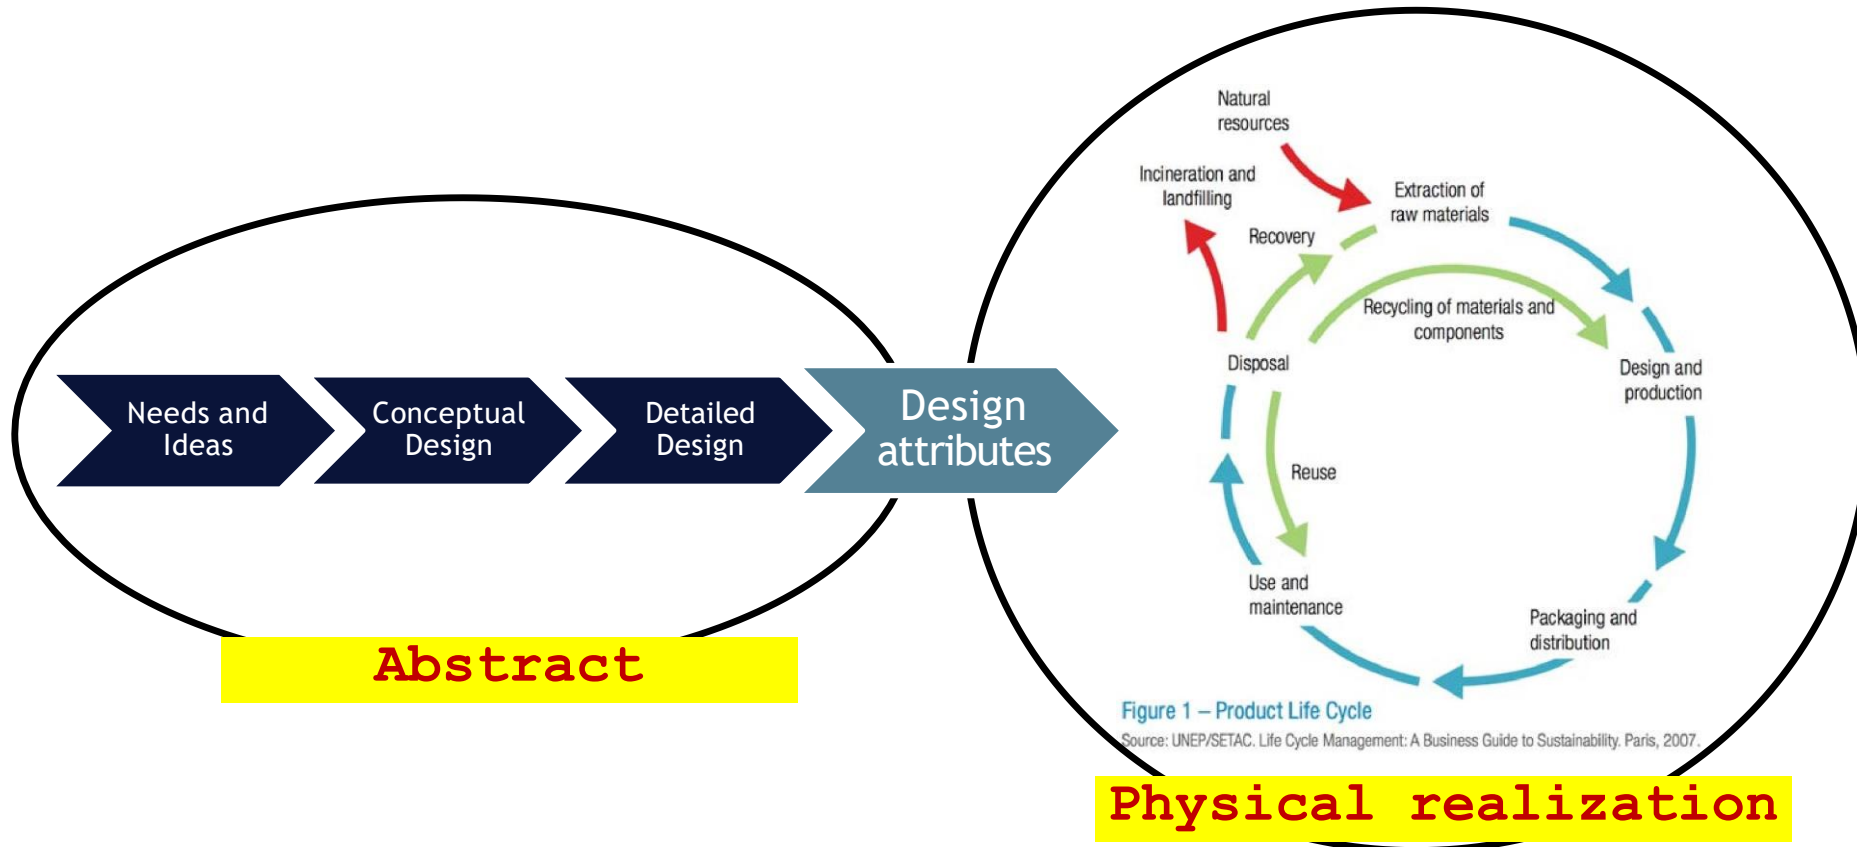 Needs and
Ideas
Conceptual
Design
Detailed
Design
Design
attributes
Abstract
Natural
resources
Incineration and
landfilling
Extraction of
raw materials
Recovery
Recycling of materials and
components
Disposal
Design and
production
Reuse
Use and
maintenance
Packaging and
distribution
Figure 1 – Product Life Cycle
Source: UNEP/SETAC. Life Cycle Management: A Business Guide to Sustainability. Paris, 2007.
Physical realization